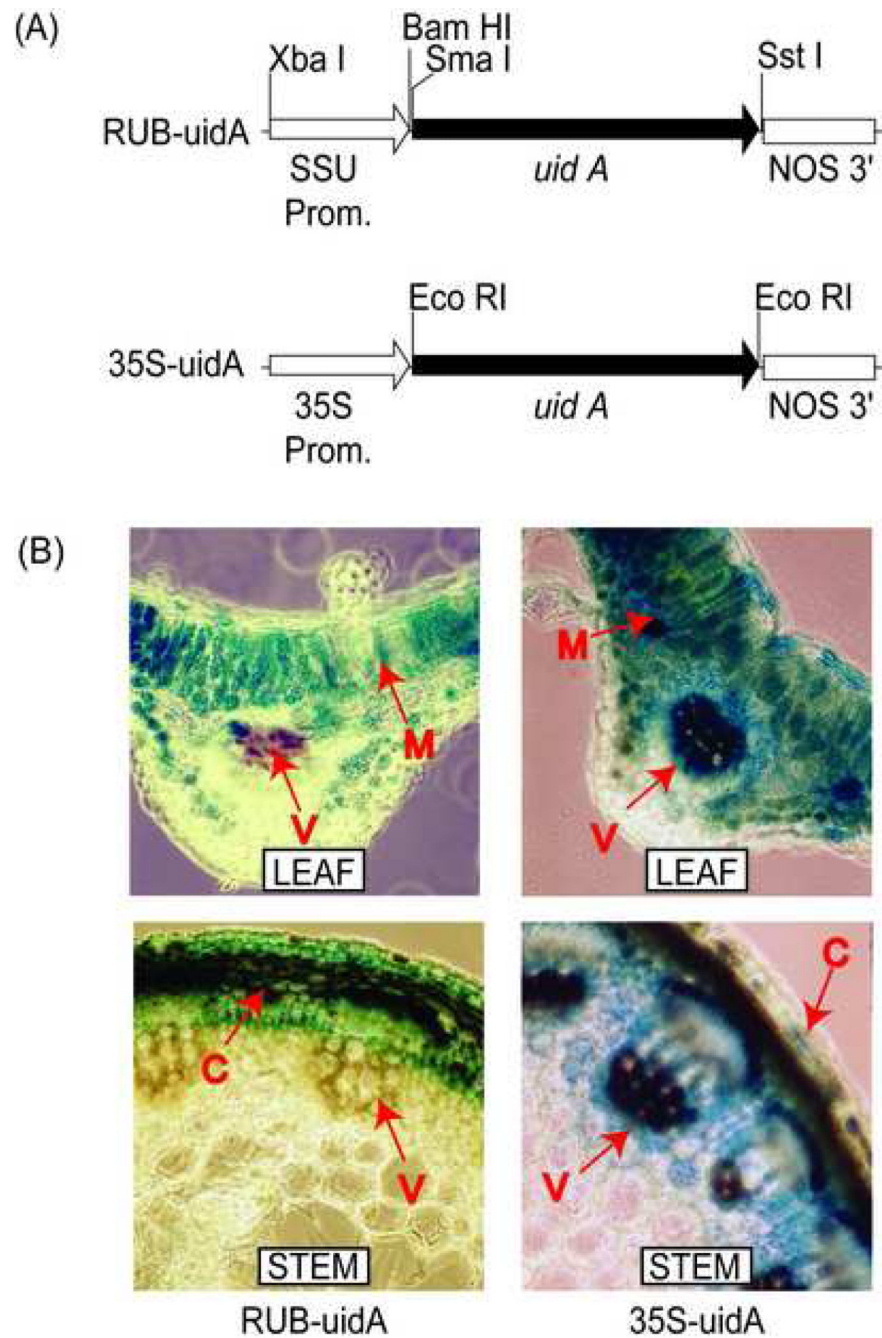 (A)
Bam HI
Xba I Sma I Sst I
RUB-uidA
SSU uid A NOS 3'
Prom.
Eco RI Eco RI
35S-uidA
35S uid A NOS 3'
Prom.
(B)
M M
V V
LEAF LEAF
C C
V V
STEM STEM
RUB-uidA 35S-uidA